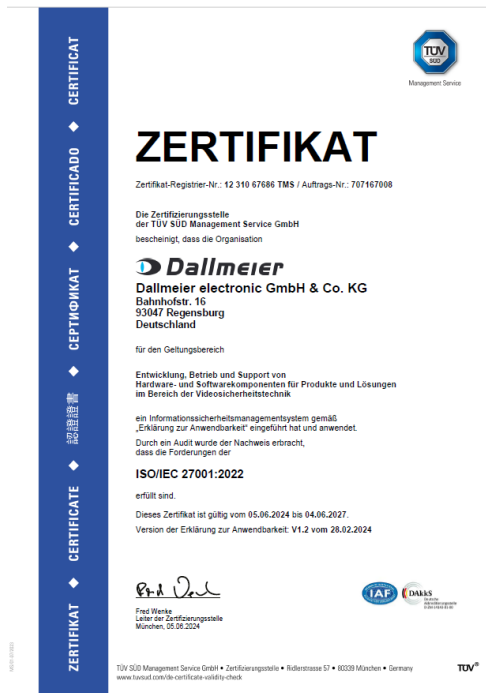 TÜV
SÜD
Management Service
ZERTIFIKAT ◆ CERTIFICATE ◆ 認證證書 ◆ СЕРТИФИКАТ ◆ CERTIFICADO ◆ CERTIFICAT
ZERTIFIKAT
Zertifikat-Registrier-Nr.: 12 310 67686 TMS / Auftrags-Nr.: 707167008
Die Zertifizierungsstelle
der TÜV SÜD Management Service GmbH
bescheinigt, dass die Organisation
Dallmeier
Dallmeier electronic GmbH & Co. KG
Bahnhofstr. 16
93047 Regensburg
Deutschland
für den Geltungsbereich
Entwicklung, Betrieb und Support von
Hardware- und Softwarekomponenten für Produkte und Lösungen
im Bereich der Videosicherheitstechnik
ein Informationssicherheitsmanagementsystem gemäß
„Erklärung zur Anwendbarkeit“ eingeführt hat und anwendet.
Durch ein Audit wurde der Nachweis erbracht,
dass die Forderungen der
ISO/IEC 27001:2022
erfüllt sind.
Dieses Zertifikat ist gültig vom 05.06.2024 bis 04.06.2027.
Version der Erklärung zur Anwendbarkeit: V1.2 vom 28.02.2024
Fred Wenke
Leiter der Zertifizierungsstelle
München, 05.06.2024
IAF
DAkkS
Deutsche
Akkreditierungsstelle
TÜV SÜD Management Service GmbH • Zertifizierungsstelle • Ridlerstrasse 57 • 80339 München • Germany
www.tuvsud.com/de-certificate-validity-check
TÜV®